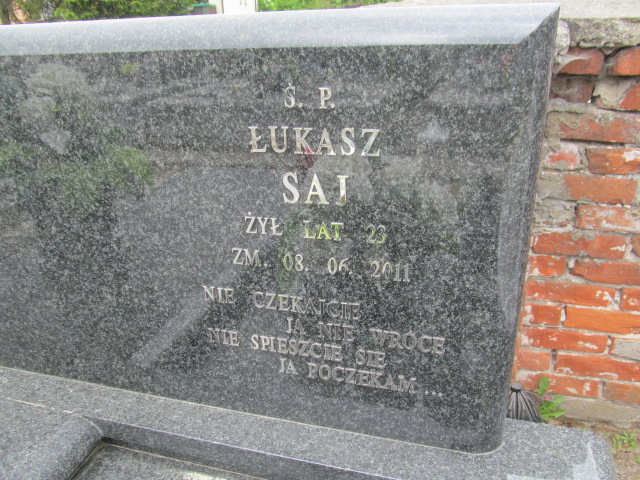 Ś. P.
ŁUKASZ
SAJ
ŻYŁ LAT 23
ZM. 08. 06. 2011
NIE CZEKAJCIE
JA NIE WRÓCĘ
NIE SPIESZCIE SIĘ
JA POCZEKAM ...